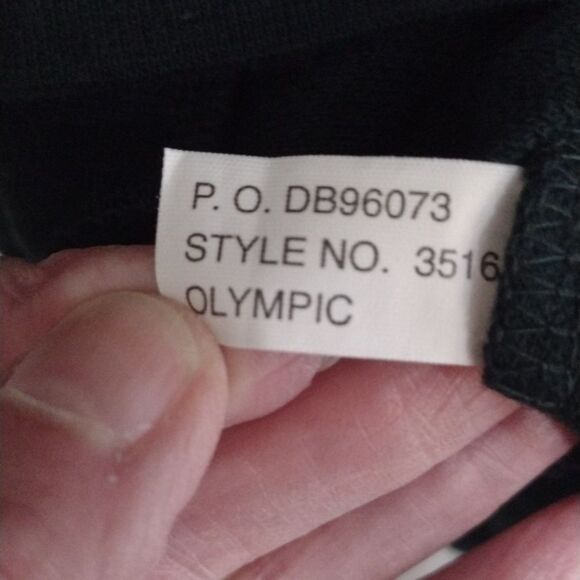 P. O. DB96073
STYLE NO. 3516
OLYMPIC